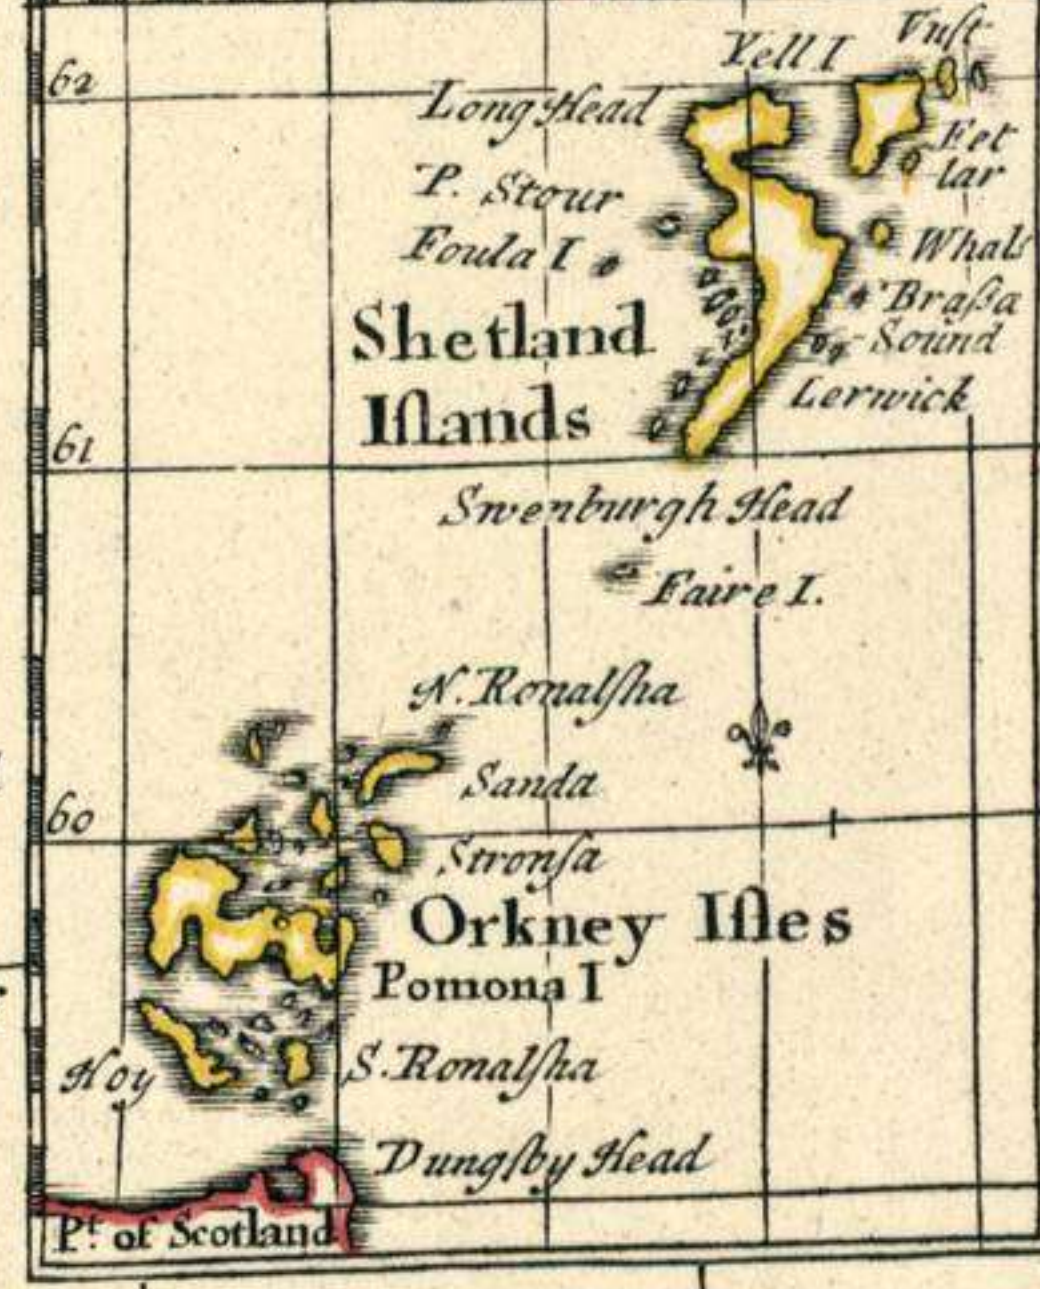 62
Yell I
Vust
Long Head
Fet
lar
P. Stour
Foula I
Whals
Braſsa
Sound
Shetland
Iſlands
Lerwick
61
Swenburgh Head
Faire I.
N. Ronalſha
Sanda
60
Stronſa
Orkney Iſles
Pomona I
S. Ronalſha
Hoy
Dungſby Head
Pt. of Scotland